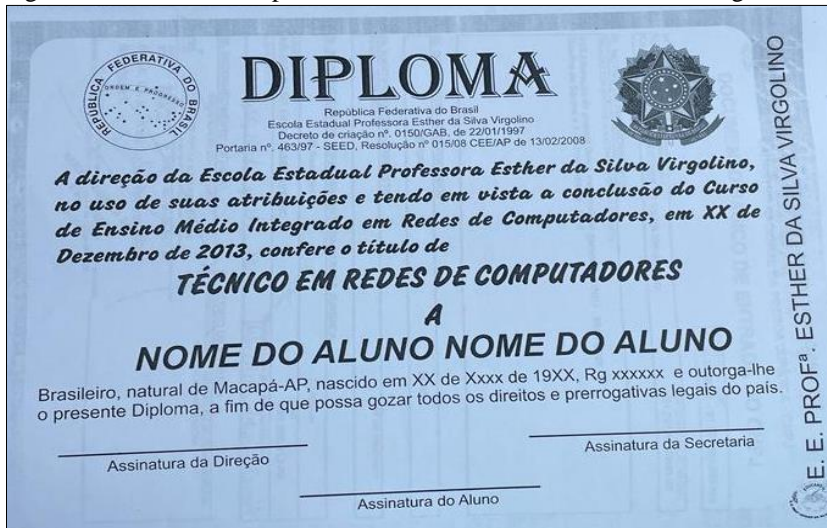 DIPLOMA
REPÚBLICA FEDERATIVA DO BRASIL
ORDEM E PROGRESSO
República Federativa do Brasil
Escola Estadual Professora Esther da Silva Virgolino
Decreto de criação nº. 0150/GAB, de 22/01/1997
Portaria nº. 463/97 - SEED, Resolução nº 015/08 CEE/AP de 13/02/2008
A direção da Escola Estadual Professora Esther da Silva Virgolino,
no uso de suas atribuições e tendo em vista a conclusão do Curso
de Ensino Médio Integrado em Redes de Computadores, em XX de
Dezembro de 2013, confere o título de
TÉCNICO EM REDES DE COMPUTADORES
A
NOME DO ALUNO NOME DO ALUNO
Brasileiro, natural de Macapá-AP, nascido em XX de Xxxx de 19XX, Rg xxxxxx e outorga-lhe
o presente Diploma, a fim de que possa gozar todos os direitos e prerrogativas legais do país.
Assinatura da Direção
Assinatura da Secretaria
Assinatura do Aluno
E. E. PROFª. ESTHER DA SILVA VIRGOLINO